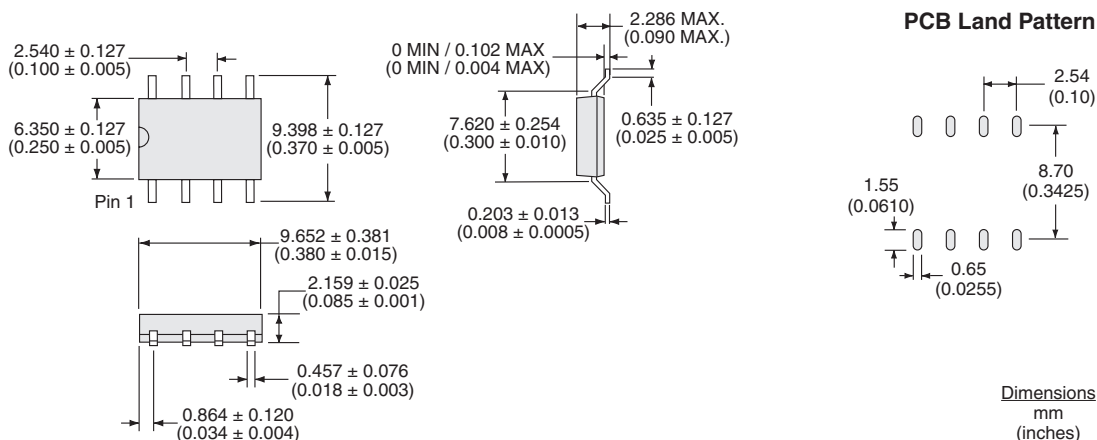 2.540 ± 0.127
(0.100 ± 0.005)
6.350 ± 0.127
(0.250 ± 0.005)
9.398 ± 0.127
(0.370 ± 0.005)
Pin 1
9.652 ± 0.381
(0.380 ± 0.015)
2.159 ± 0.025
(0.085 ± 0.001)
0.457 ± 0.076
(0.018 ± 0.003)
0.864 ± 0.120
(0.034 ± 0.004)
2.286 MAX.
(0.090 MAX.)
0 MIN / 0.102 MAX
(0 MIN / 0.004 MAX)
7.620 ± 0.254
(0.300 ± 0.010)
0.635 ± 0.127
(0.025 ± 0.005)
0.203 ± 0.013
(0.008 ± 0.0005)
PCB Land Pattern
2.54
(0.10)
8.70
(0.3425)
1.55
(0.0610)
0.65
(0.0255)
Dimensions
mm
(inches)